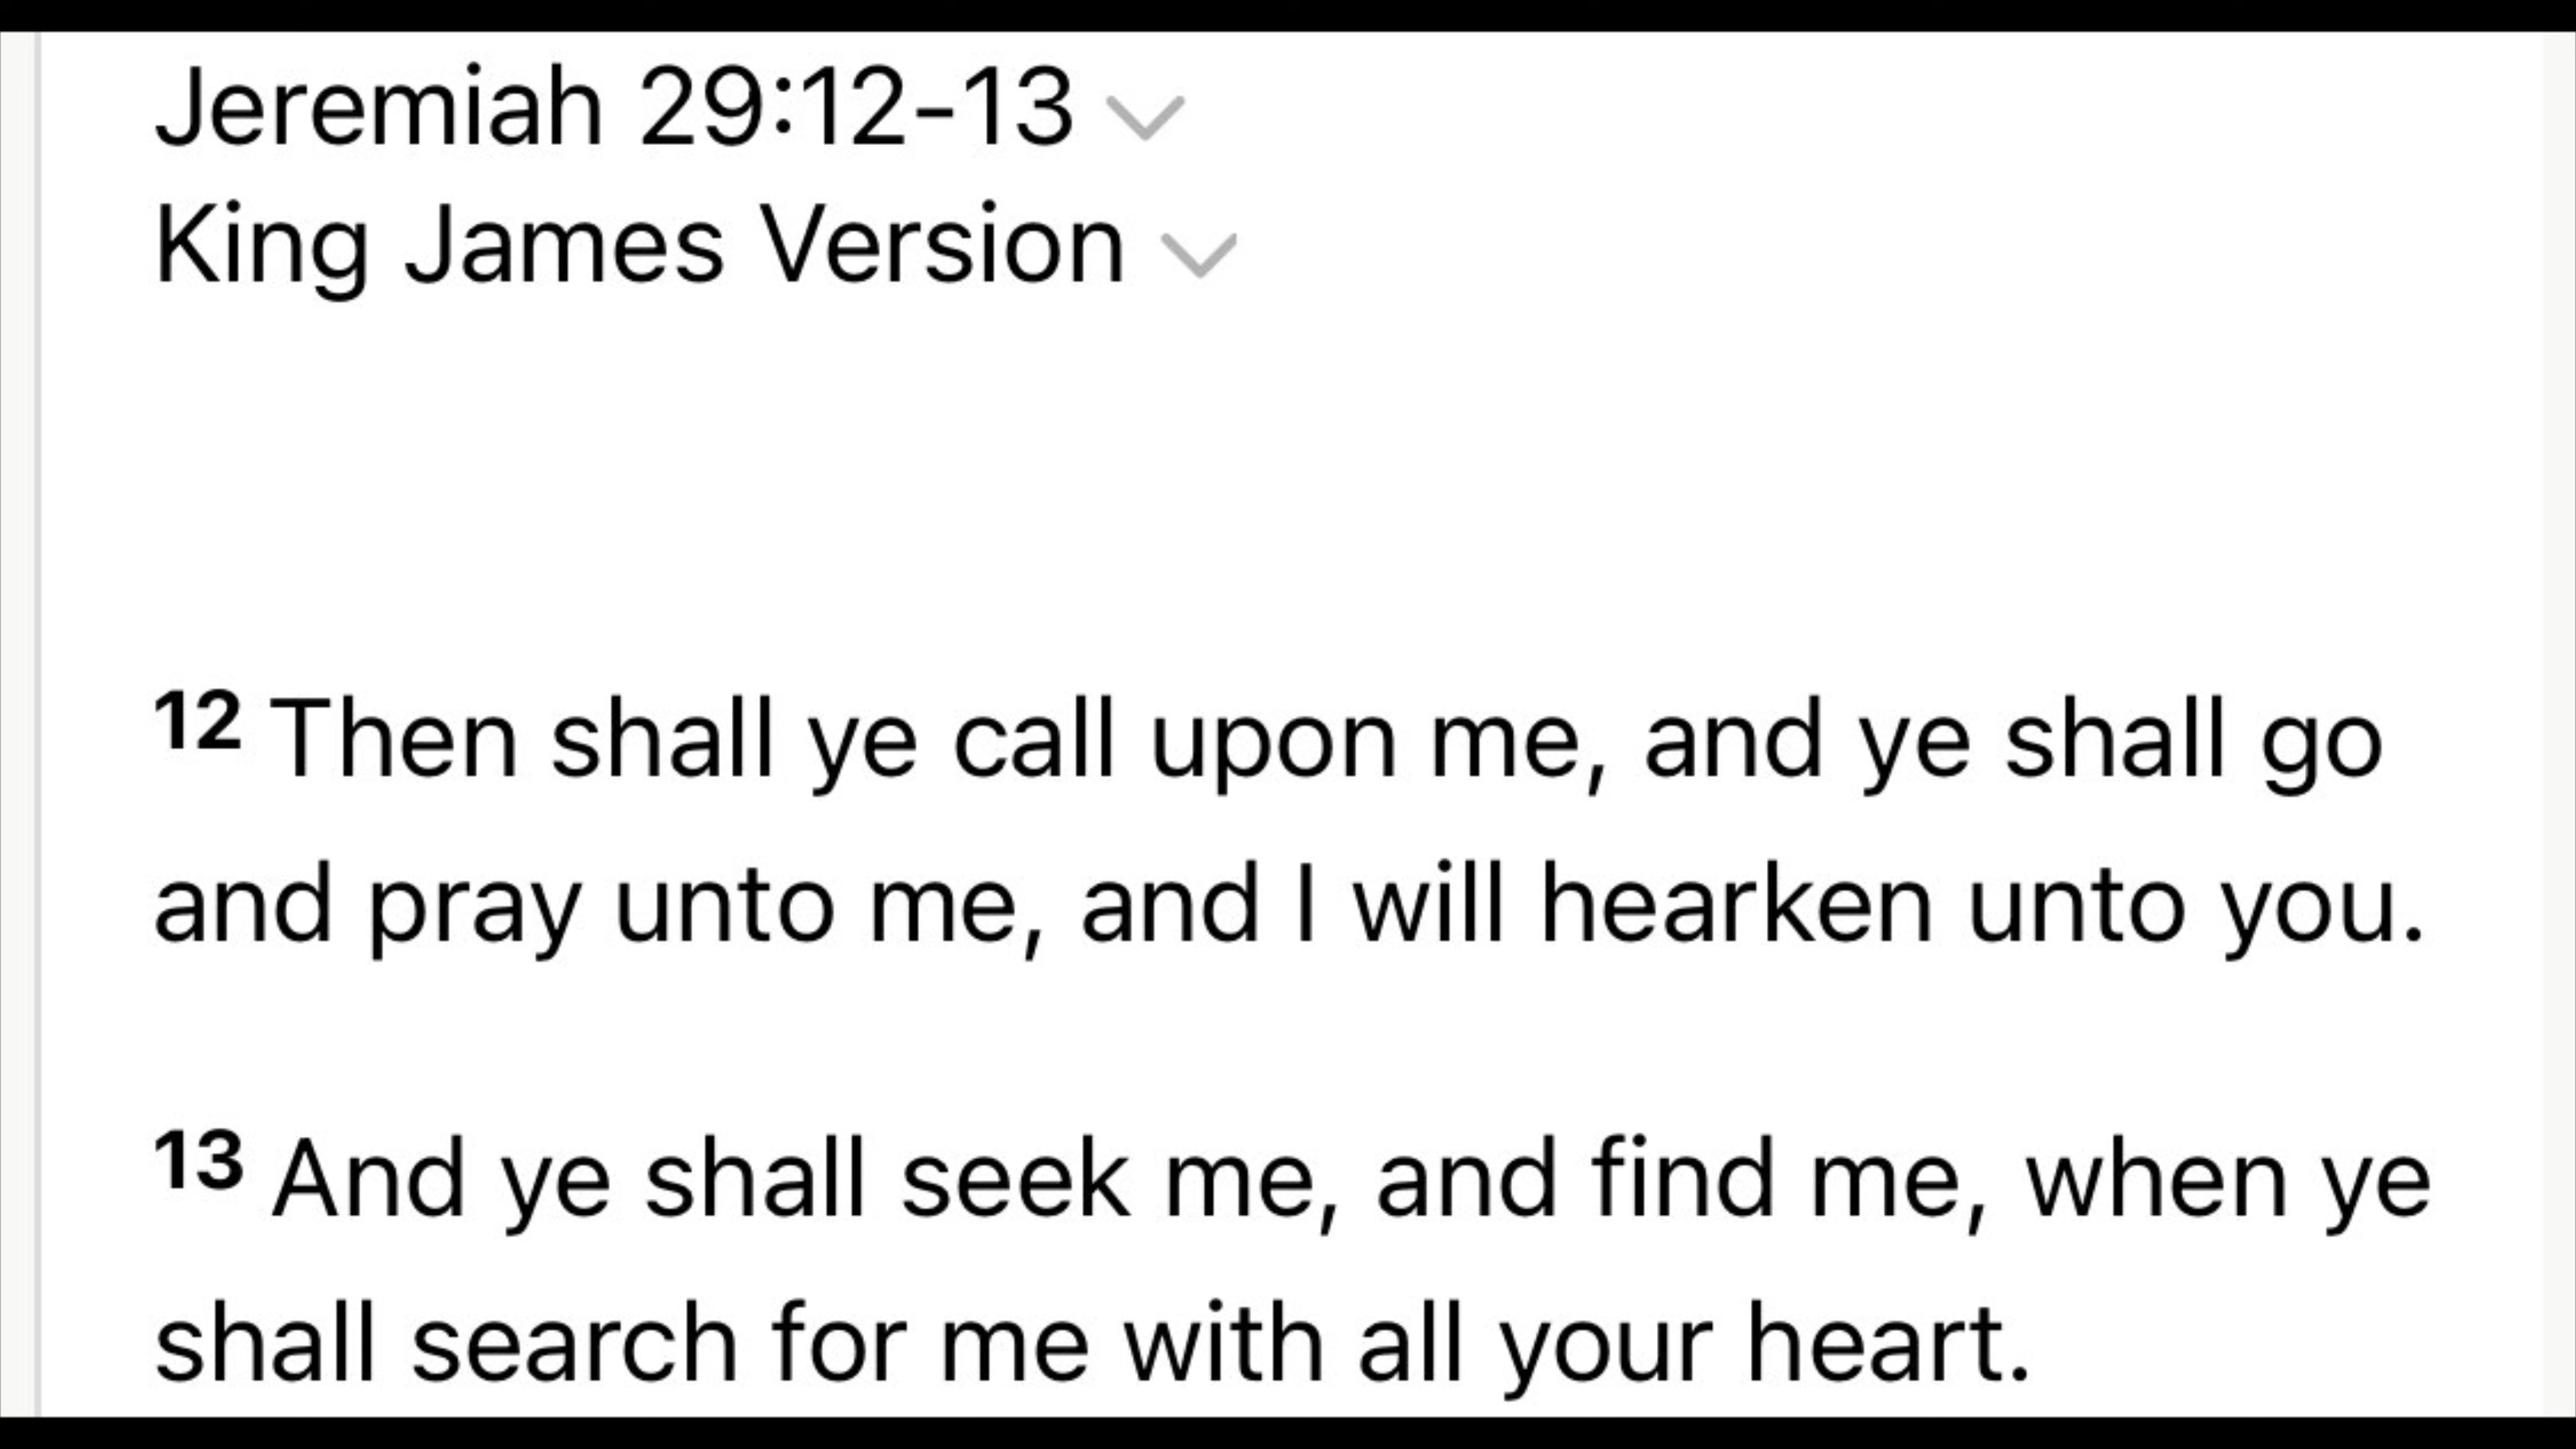 Jeremiah 29:12-13
King James Version
12 Then shall ye call upon me, and ye shall go
and pray unto me, and I will hearken unto you.
13 And ye shall seek me, and find me, when ye
shall search for me with all your heart.